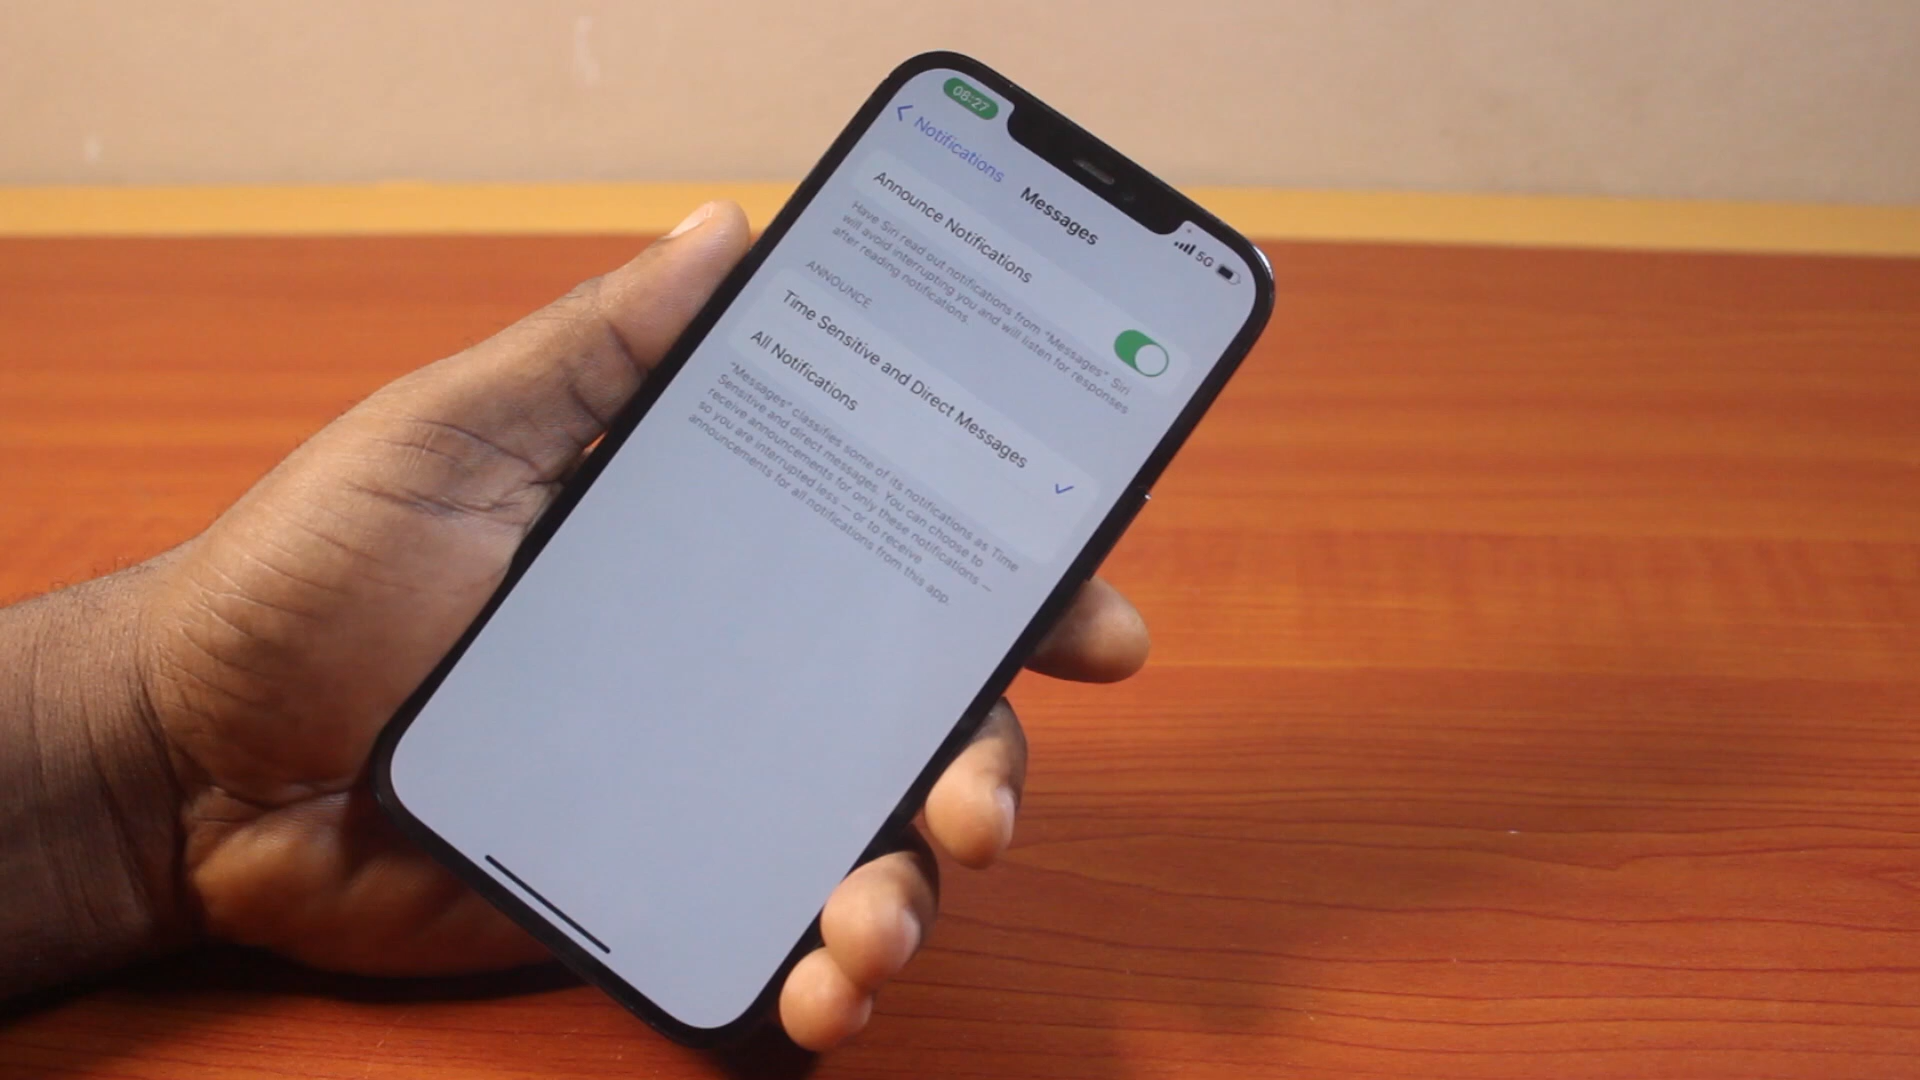 08:27
5G
Notifications
Messages
Announce Notifications
Have Siri read out notifications from "Messages". Siri
will avoid interrupting you and will listen for responses
after reading notifications.
ANNOUNCE
Time Sensitive and Direct Messages
All Notifications
"Messages" classifies some of its notifications as Time
Sensitive and direct messages. You can choose to
receive announcements for only these notifications —
so you are interrupted less — or to receive
announcements for all notifications from this app.